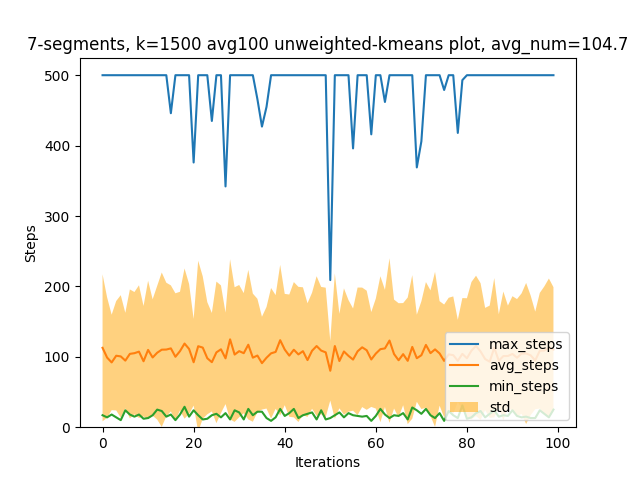 7-segments, k=1500 avg100 unweighted-kmeans plot, avg_num=104.7
500
400
300
200
100
0
Steps
max_steps
avg_steps
min_steps
std
0 20 40 60 80 100
Iterations